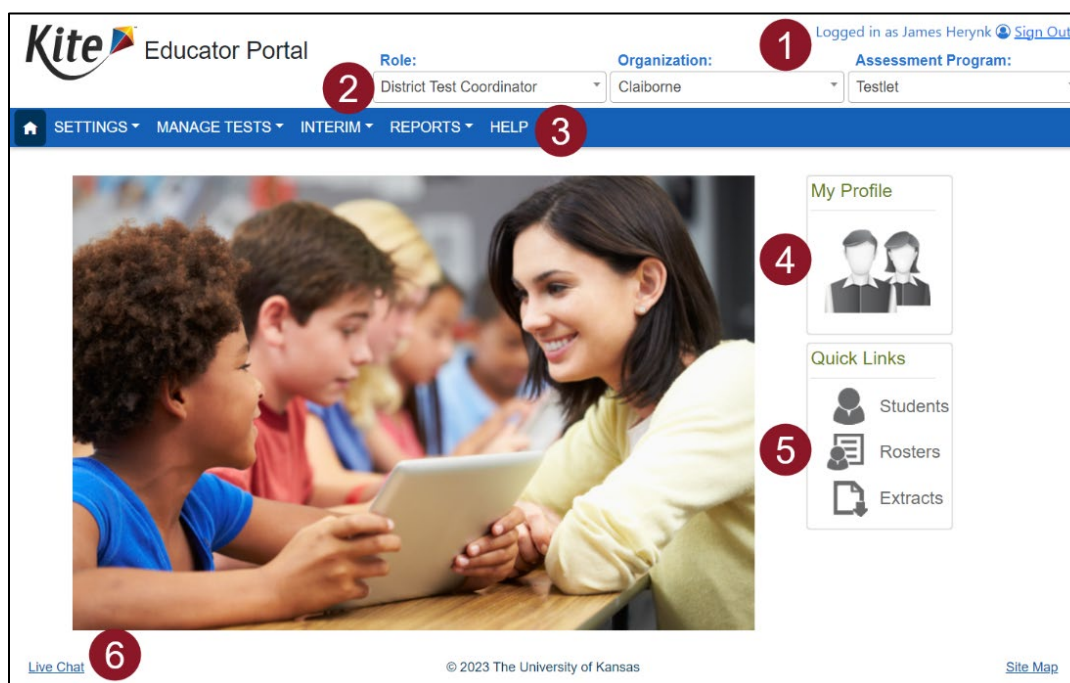 Kite Educator Portal
Logged in as James Herynk Sign Out
1
Role:
Organization:
Assessment Program:
2
District Test Coordinator
Claiborne
Testlet
SETTINGS MANAGE TESTS INTERIM REPORTS HELP
3
My Profile
4
Quick Links
Students
5
Rosters
Extracts
6
Live Chat
© 2023 The University of Kansas
Site Map